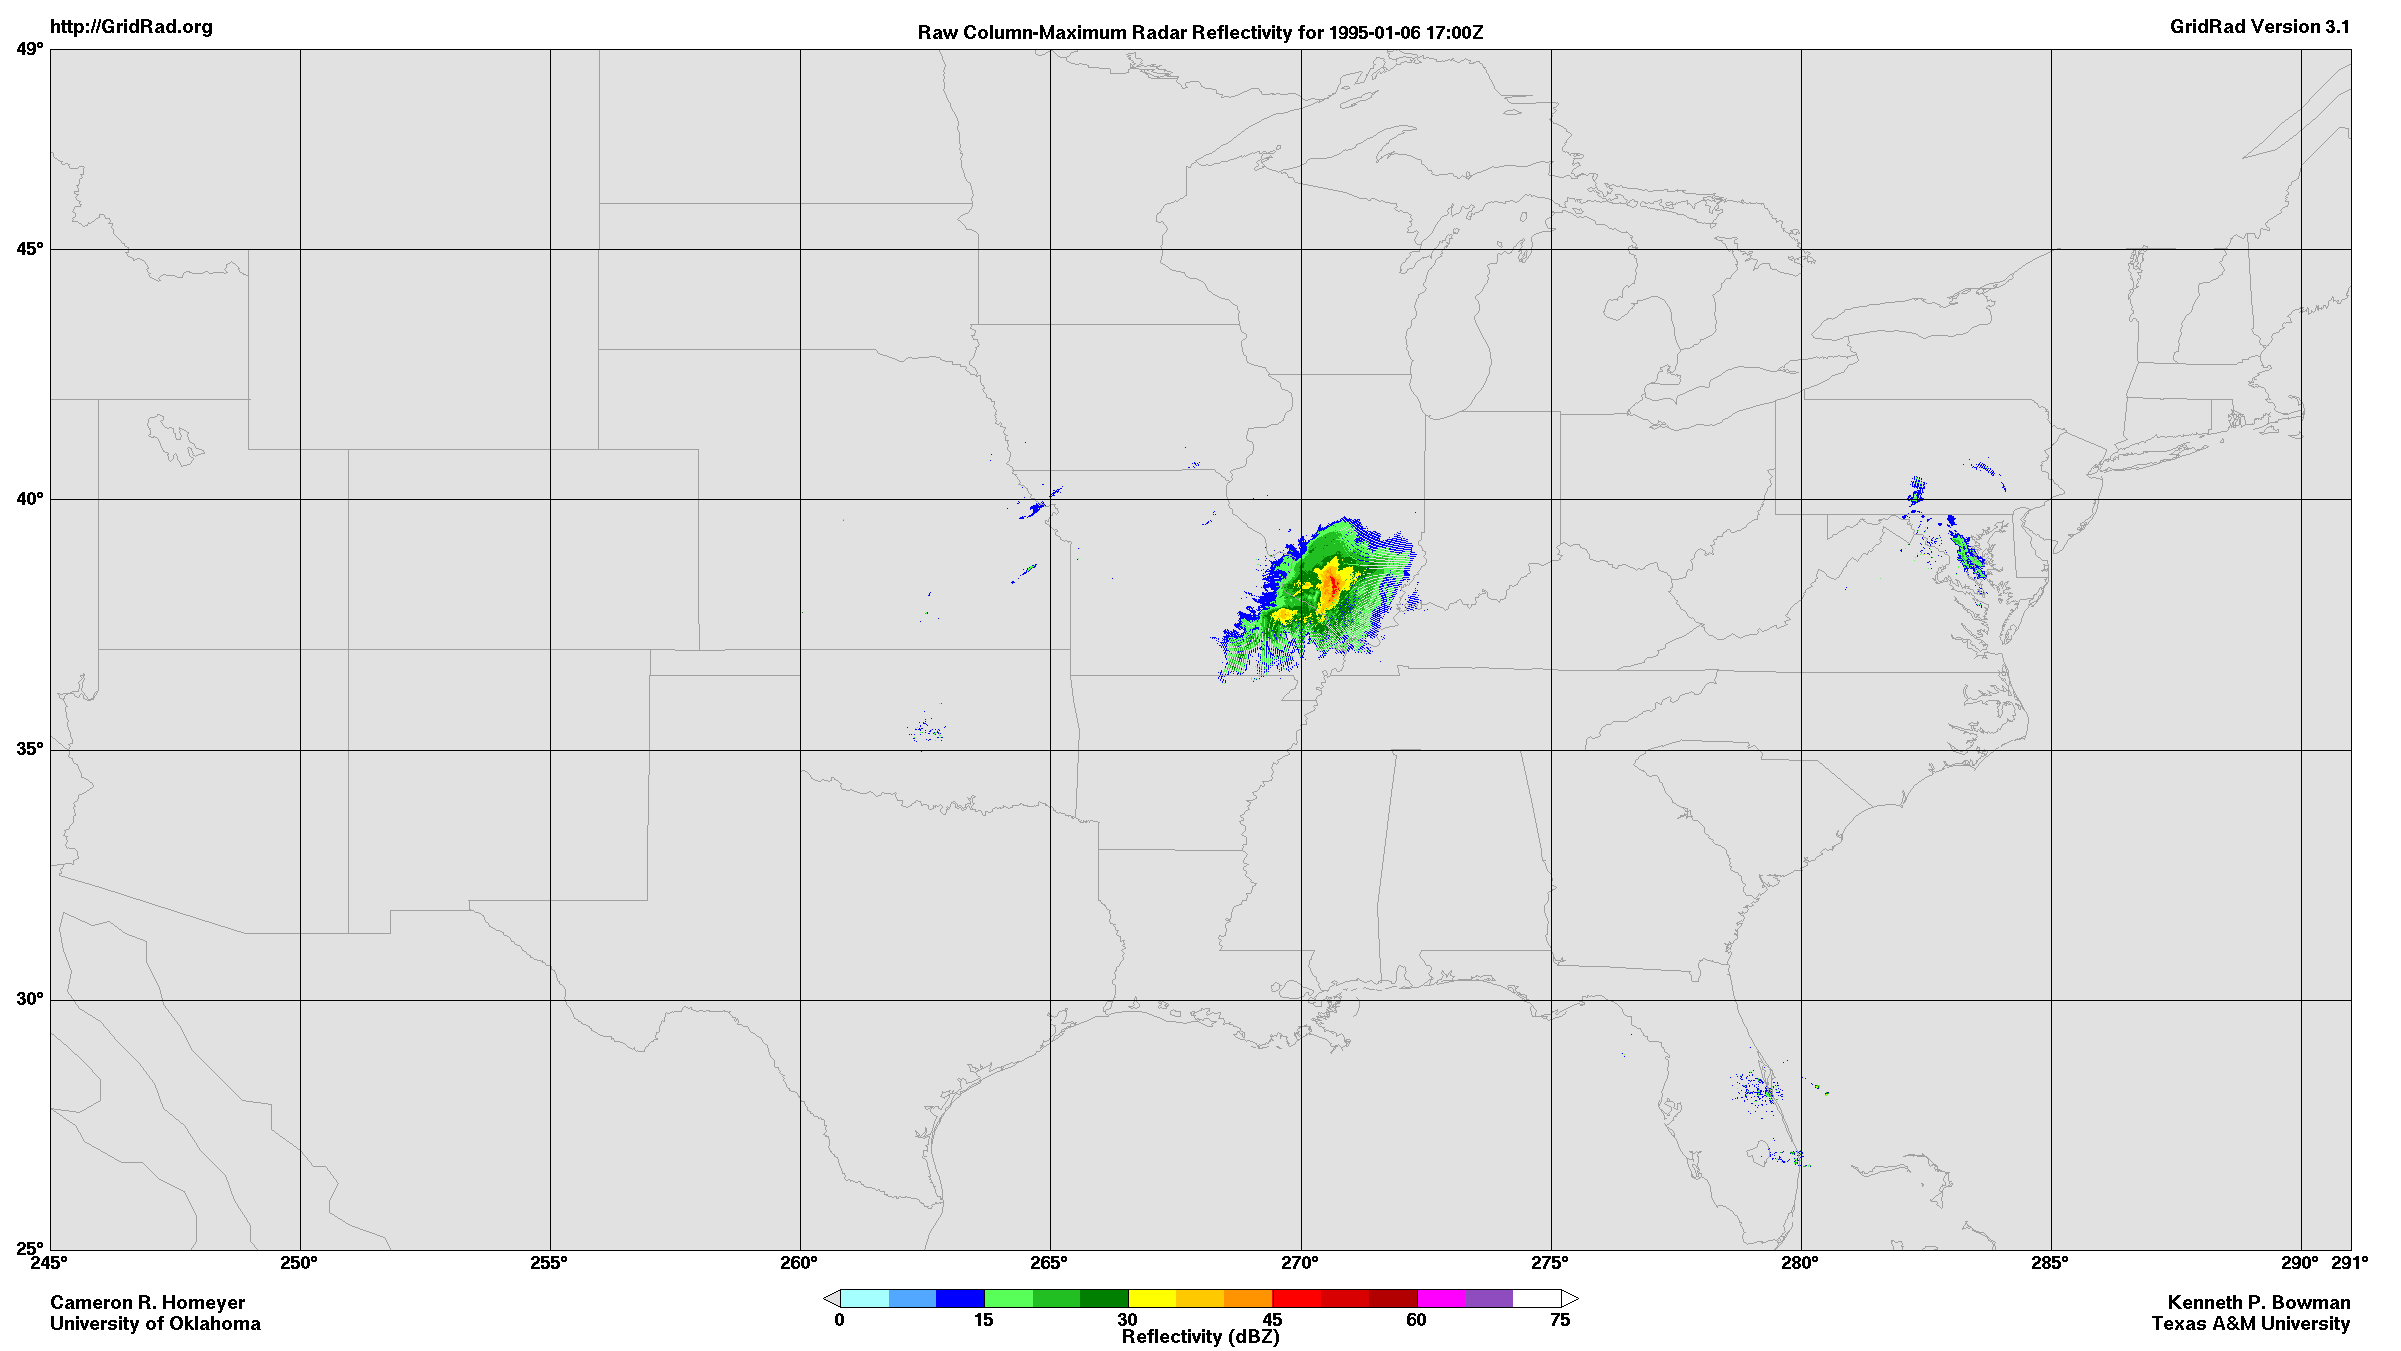 http://GridRad.org
Raw Column-Maximum Radar Reflectivity for 1995-01-06 17:00Z
GridRad Version 3.1
49°
45°
40°
35°
30°
25°
245° 250° 255° 260° 265° 270° 275° 280° 285° 290° 291°
Cameron R. Homeyer
University of Oklahoma
0 15 30 45 60 75
Reflectivity (dBZ)
Kenneth P. Bowman
Texas A&M University